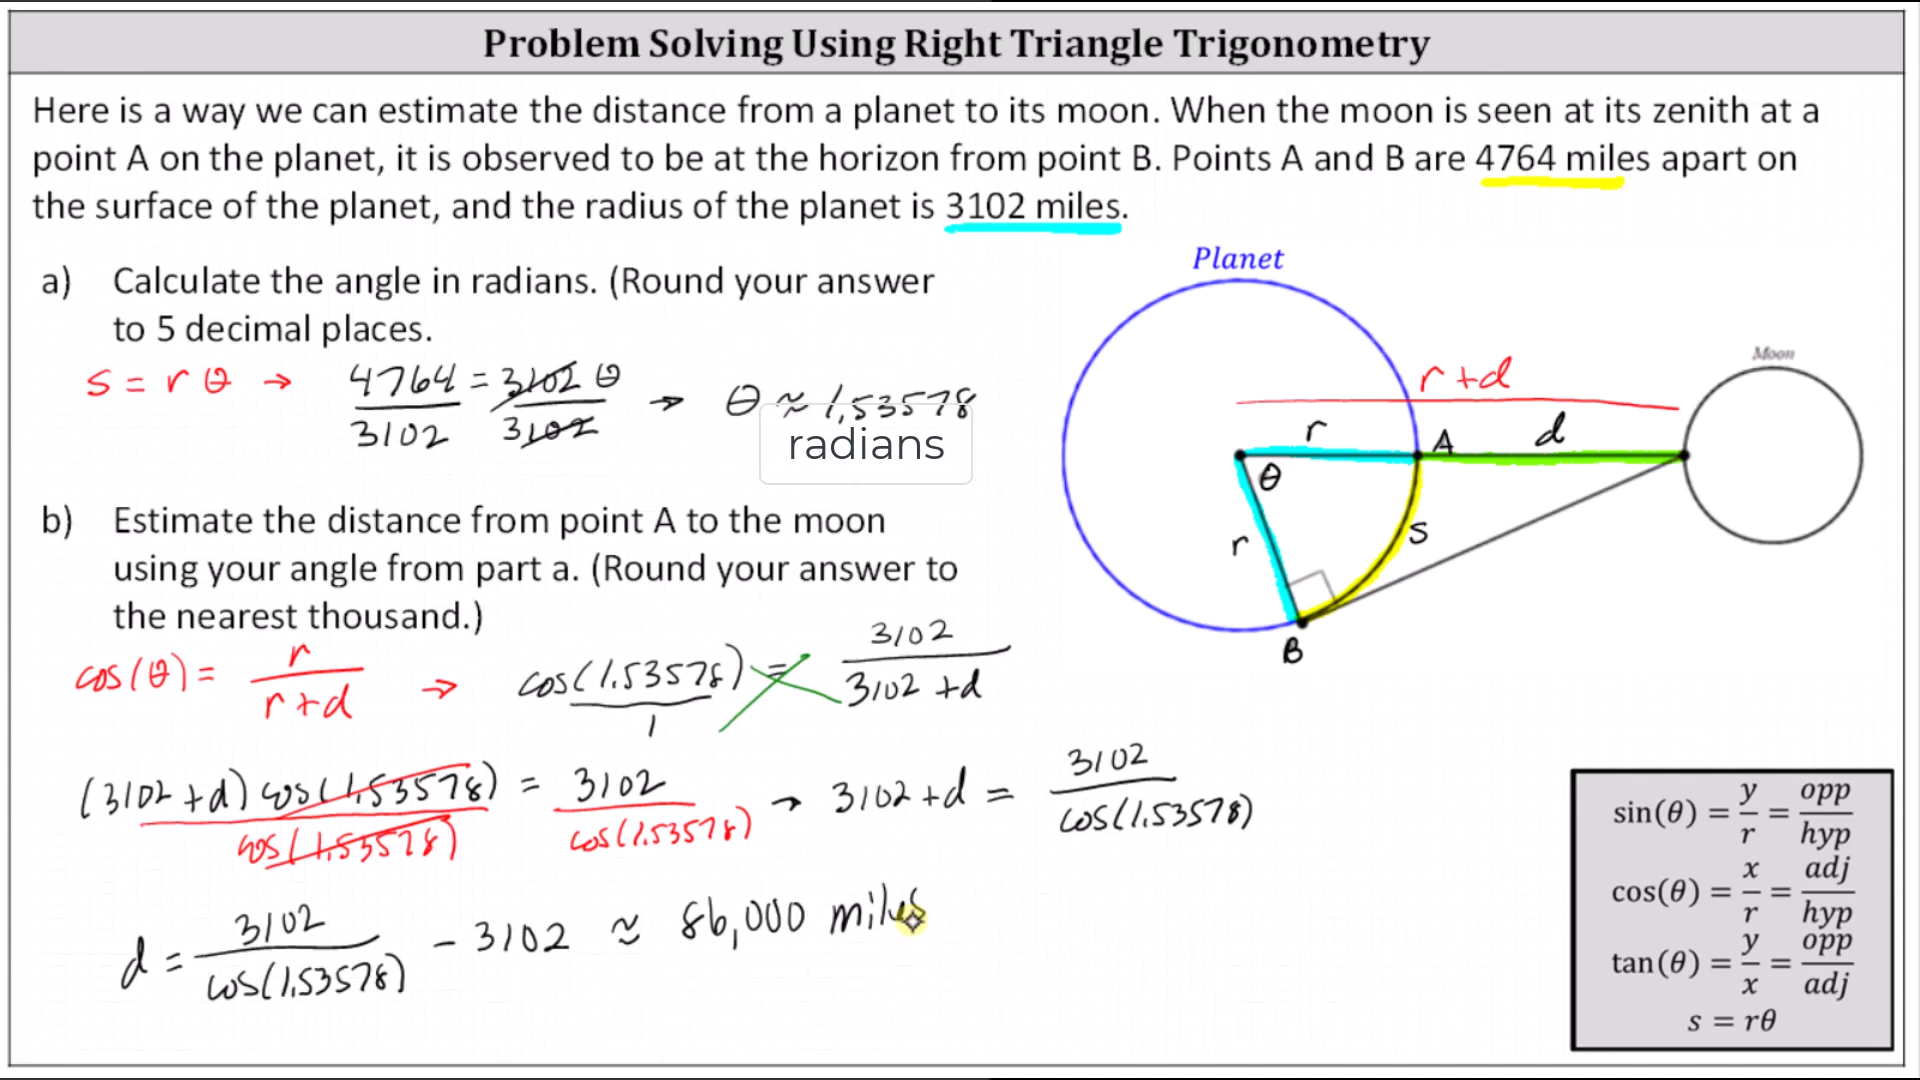 Problem Solving Using Right Triangle Trigonometry
Here is a way we can estimate the distance from a planet to its moon. When the moon is seen at its zenith at a
point A on the planet, it is observed to be at the horizon from point B. Points A and B are 4764 miles apart on
the surface of the planet, and the radius of the planet is 3102 miles.
a) Calculate the angle in radians. (Round your answer
to 5 decimal places.
s = r θ → 4764/3102 = 3102 θ/3102 → θ ≈ 1.53578
radians
b) Estimate the distance from point A to the moon
using your angle from part a. (Round your answer to
the nearest thousand.)
cos(θ) = r/(r+d) → cos(1.53578)/1 = 3102/(3102 +d)
(3102 +d) cos(1.53578)/cos(1.53578) = 3102/cos(1.53578) → 3102 +d = 3102/cos(1.53578)
d = 3102/cos(1.53578) - 3102 ≈ 86,000 miles
Planet
Moon
r +d
r
A
d
θ
r
s
B
sin(θ) = y/r = opp/hyp
cos(θ) = x/r = adj/hyp
tan(θ) = y/x = opp/adj
s = rθ